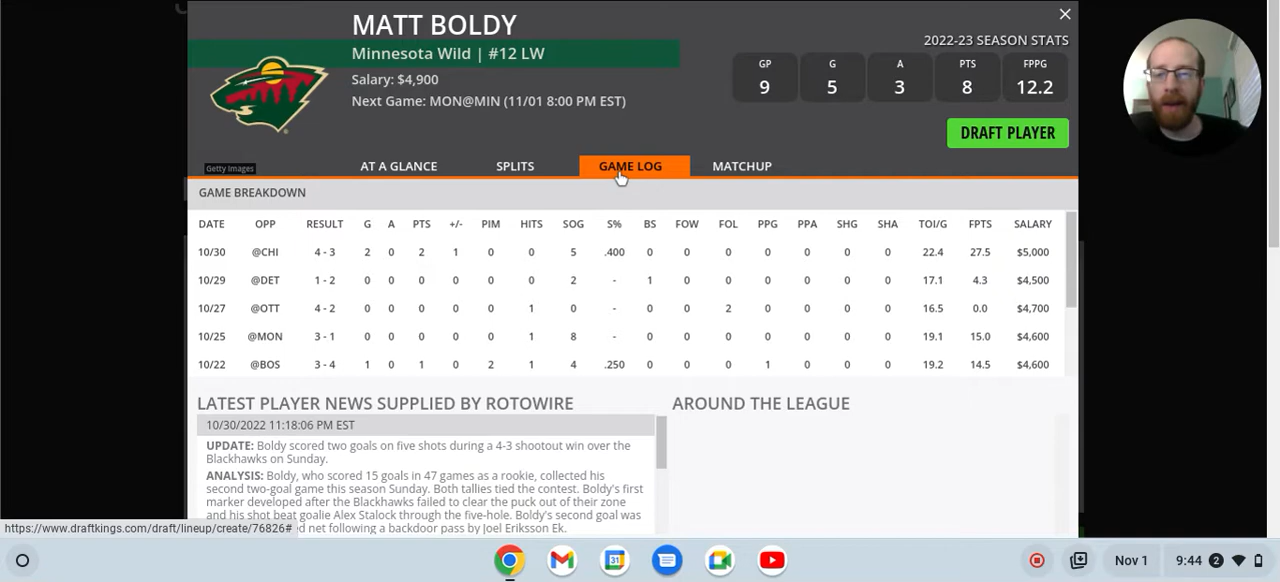 MATT BOLDY
Minnesota Wild | #12 LW
Salary: $4,900
Next Game: MON@MIN (11/01 8:00 PM EST)
Getty Images
2022-23 SEASON STATS
GP G A PTS FPPG
9 5 3 8 12.2
DRAFT PLAYER
AT A GLANCE SPLITS GAME LOG MATCHUP
GAME BREAKDOWN
DATE OPP RESULT G A PTS +/- PIM HITS SOG S% BS FOW FOL PPG PPA SHG SHA TOI/G FPTS SALARY
10/30 @CHI 4 - 3 2 0 2 1 0 0 5 .400 0 0 0 0 0 0 0 22.4 27.5 $5,000
10/29 @DET 1 - 2 0 0 0 0 0 0 2 - 1 0 0 0 0 0 0 17.1 4.3 $4,500
10/27 @OTT 4 - 2 0 0 0 0 0 1 0 - 0 0 2 0 0 0 0 16.5 0.0 $4,700
10/25 @MON 3 - 1 0 0 0 0 0 1 8 - 0 0 0 0 0 0 0 19.1 15.0 $4,600
10/22 @BOS 3 - 4 1 0 1 0 2 1 4 .250 0 0 0 1 0 0 0 19.2 14.5 $4,600
LATEST PLAYER NEWS SUPPLIED BY ROTOWIRE
10/30/2022 11:18:06 PM EST
UPDATE: Boldy scored two goals on five shots during a 4-3 shootout win over the
Blackhawks on Sunday.
ANALYSIS: Boldy, who scored 15 goals in 47 games as a rookie, collected his
second two-goal game this season Sunday. Both tallies tied the contest. Boldy's first
marker developed after the Blackhawks failed to clear the puck out of their zone
and his shot beat goalie Alex Stalock through the five-hole. Boldy's second goal was
d net following a backdoor pass by Joel Eriksson Ek.
AROUND THE LEAGUE
https://www.draftkings.com/draft/lineup/create/76826#
31
Nov 1 9:44 2